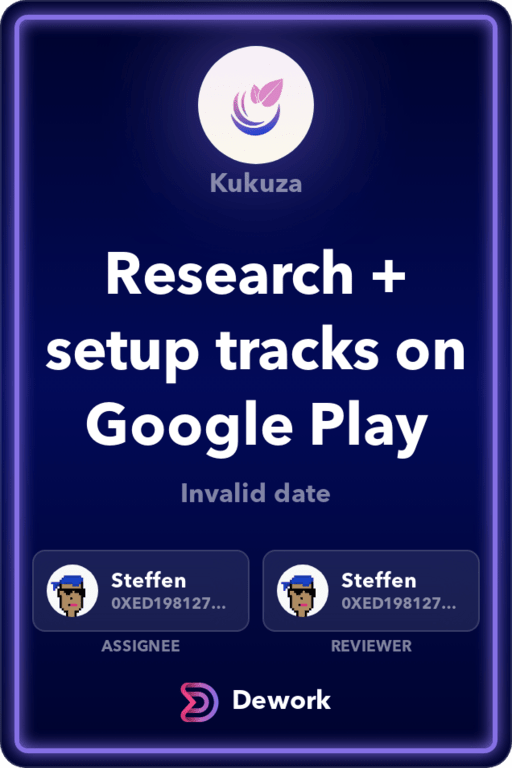 Kukuza
Research +
setup tracks on
Google Play
Invalid date
Steffen
0XED198127...
ASSIGNEE
Steffen
0XED198127...
REVIEWER
Dework